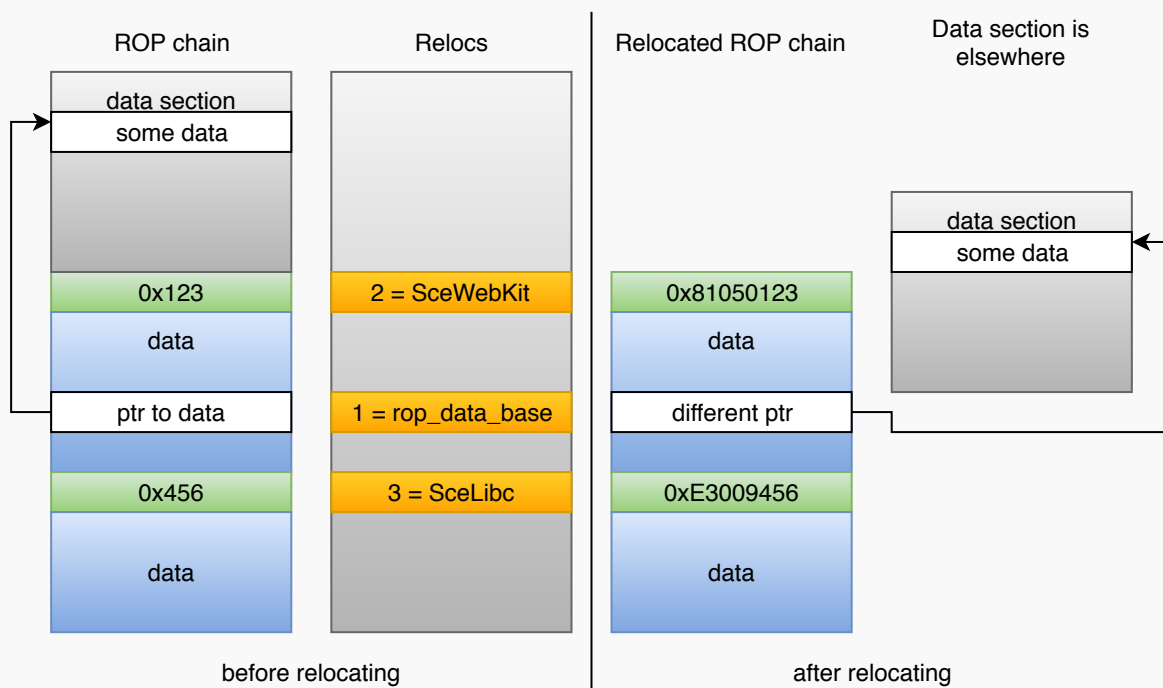 ROP chain
Relocs
Relocated ROP chain
Data section is
elsewhere
data section
some data
0x123
data
ptr to data
0x456
data
2 = SceWebKit
1 = rop_data_base
3 = SceLibc
before relocating
0x81050123
data
different ptr
0xE3009456
data
data section
some data
after relocating